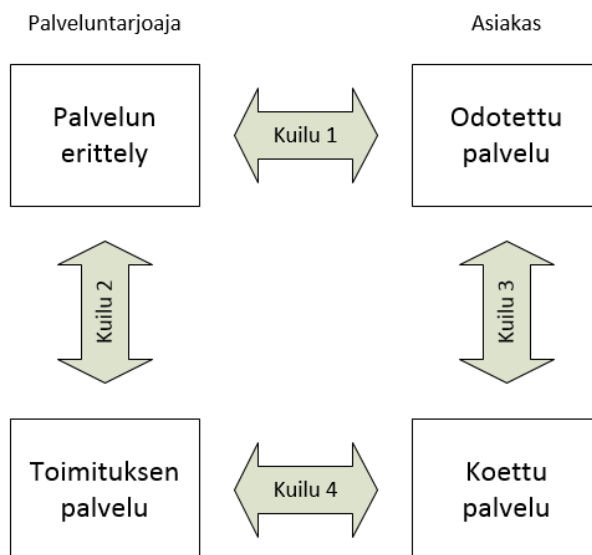 Palveluntarjoaja
Asiakas
Palvelun
erittely
Kuilu 1
Odotettu
palvelu
Kuilu 2
Kuilu 3
Toimituksen
palvelu
Kuilu 4
Koettu
palvelu